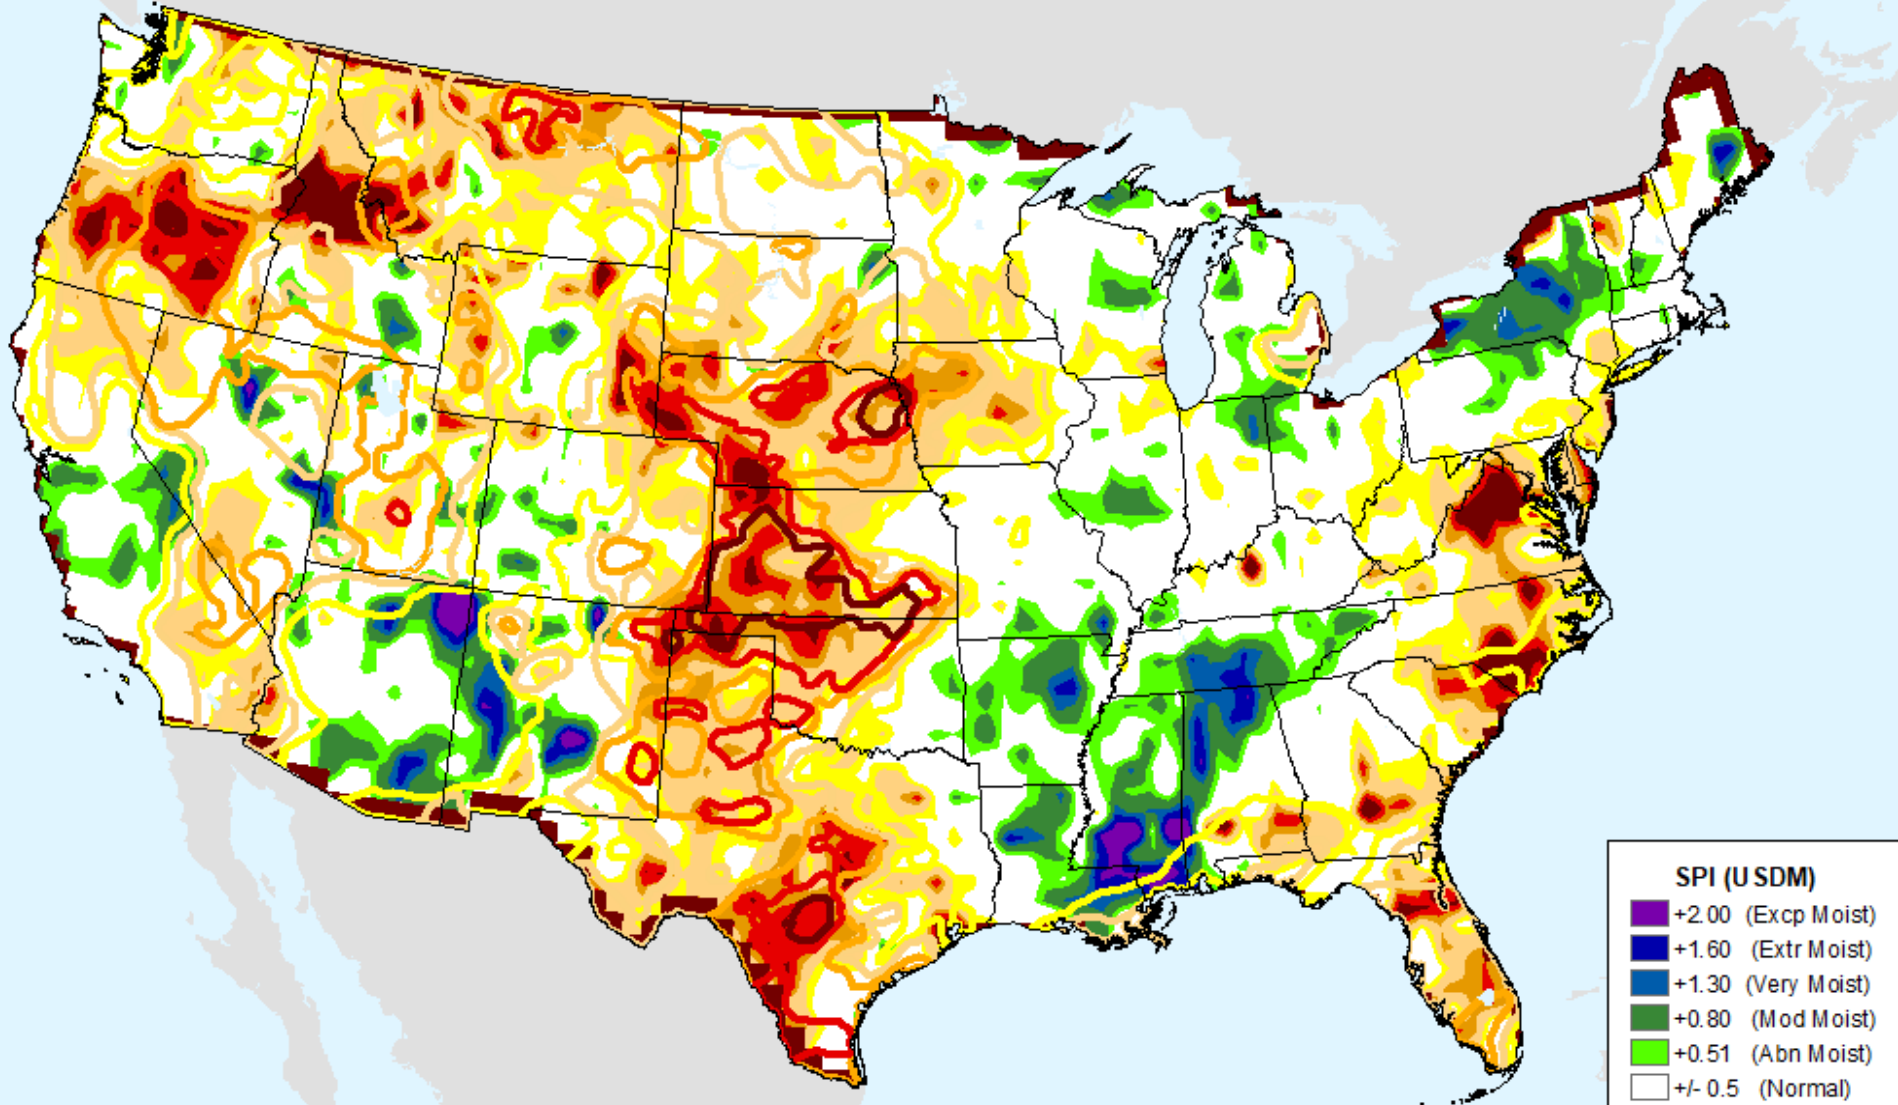 SPI (USDM)
+2.00 (Excp Moist)
+1.60 (Extr Moist)
+1.30 (Very Moist)
+0.80 (Mod Moist)
+0.51 (Abn Moist)
+/- 0.5 (Normal)